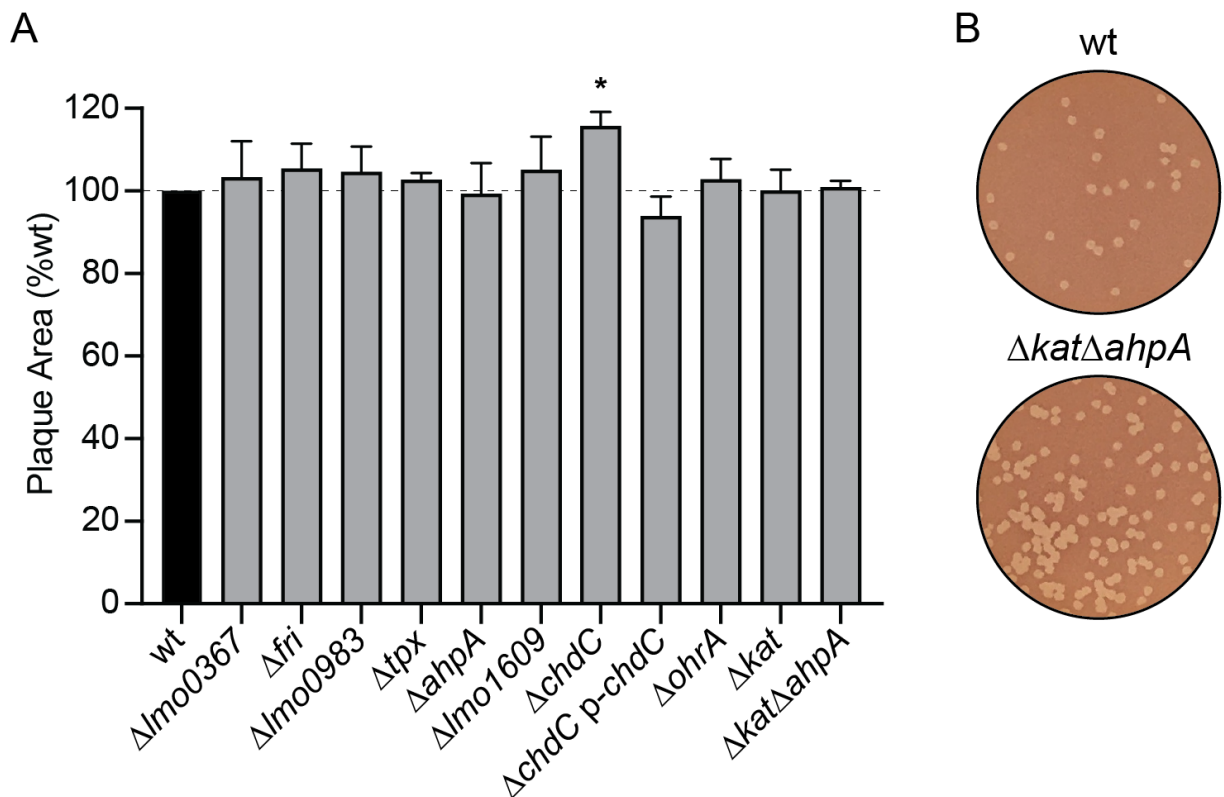 A
B
wt
*
120
100
80
60
40
20
0
Plaque Area (%wt)
wt
Δlmo0367
Δfri
Δlmo0983
Δtpx
ΔahpA
Δlmo1609
ΔchdC
ΔchdC p-chdC
ΔohrA
Δkat
ΔkatΔahpA
ΔkatΔahpA